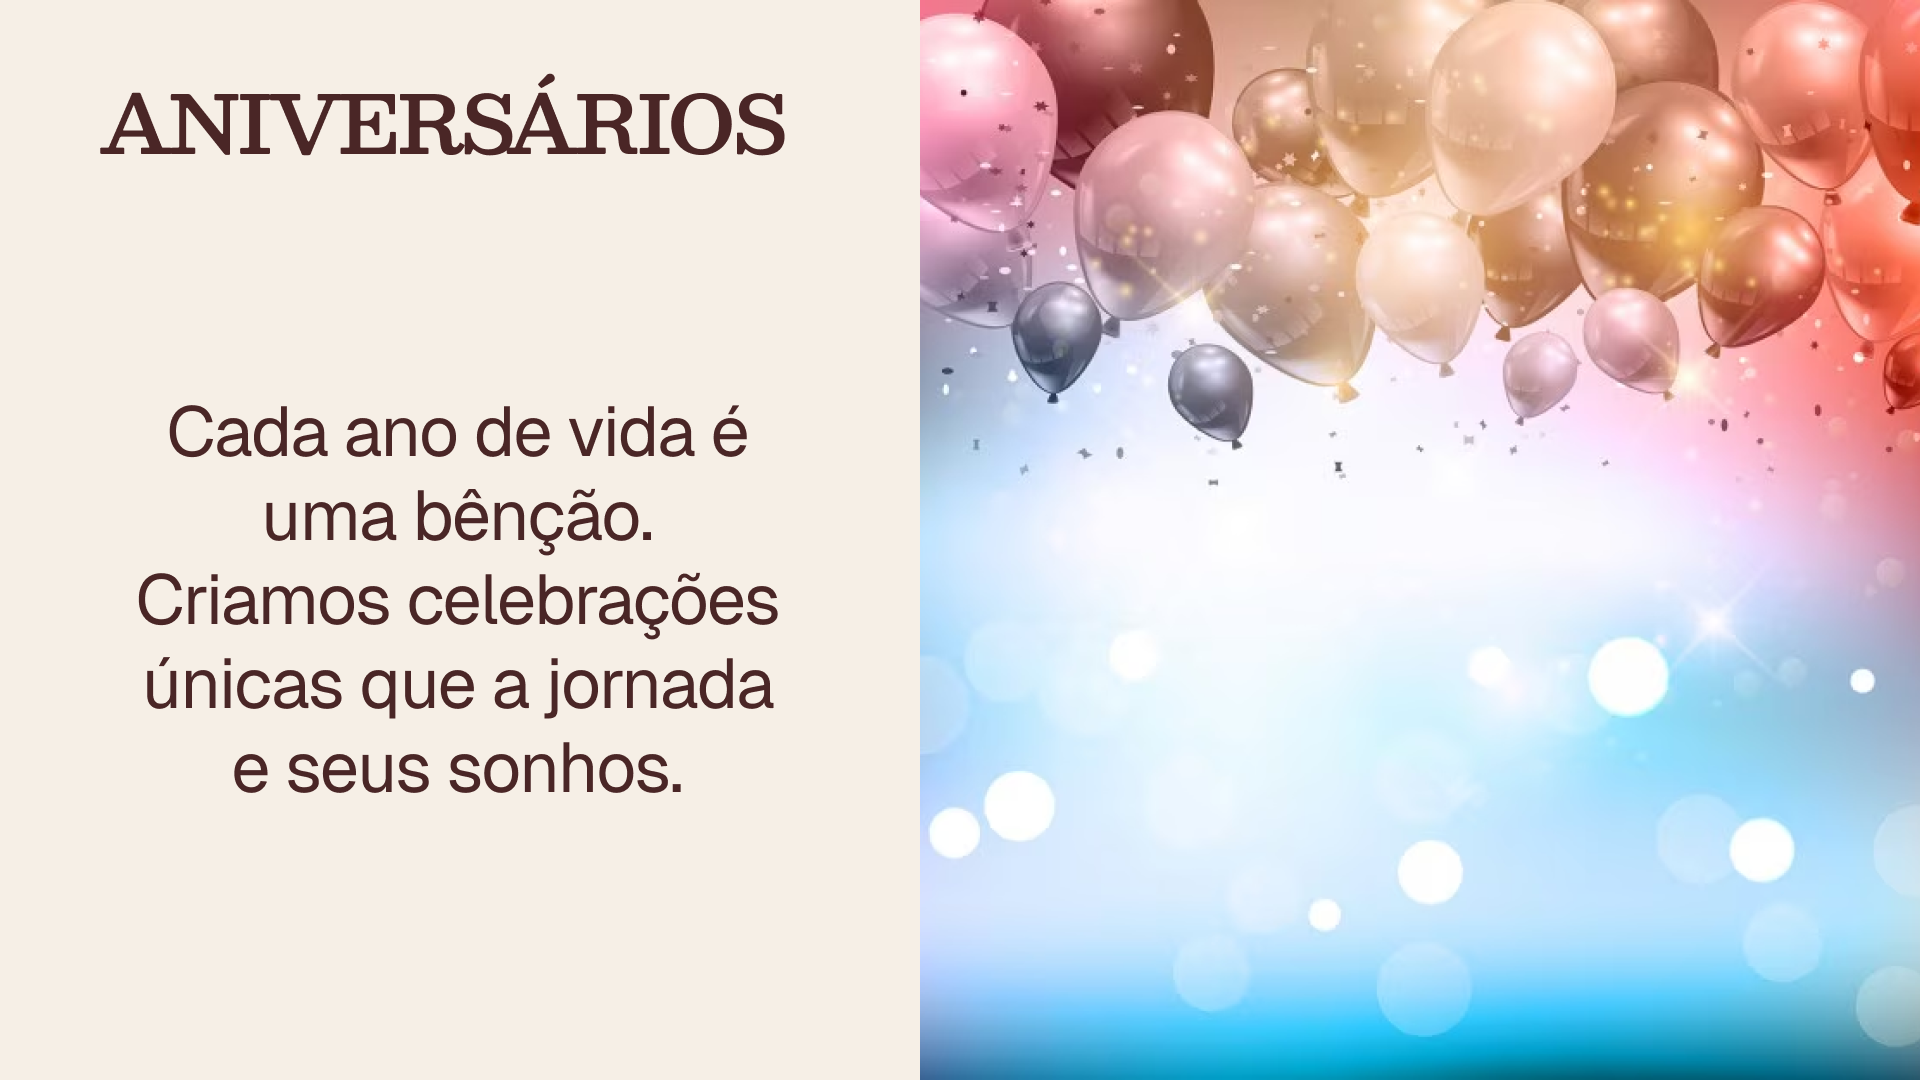 ANIVERSÁRIOS
Cada ano de vida é
uma bênção.
Criamos celebrações
únicas que a jornada
e seus sonhos.